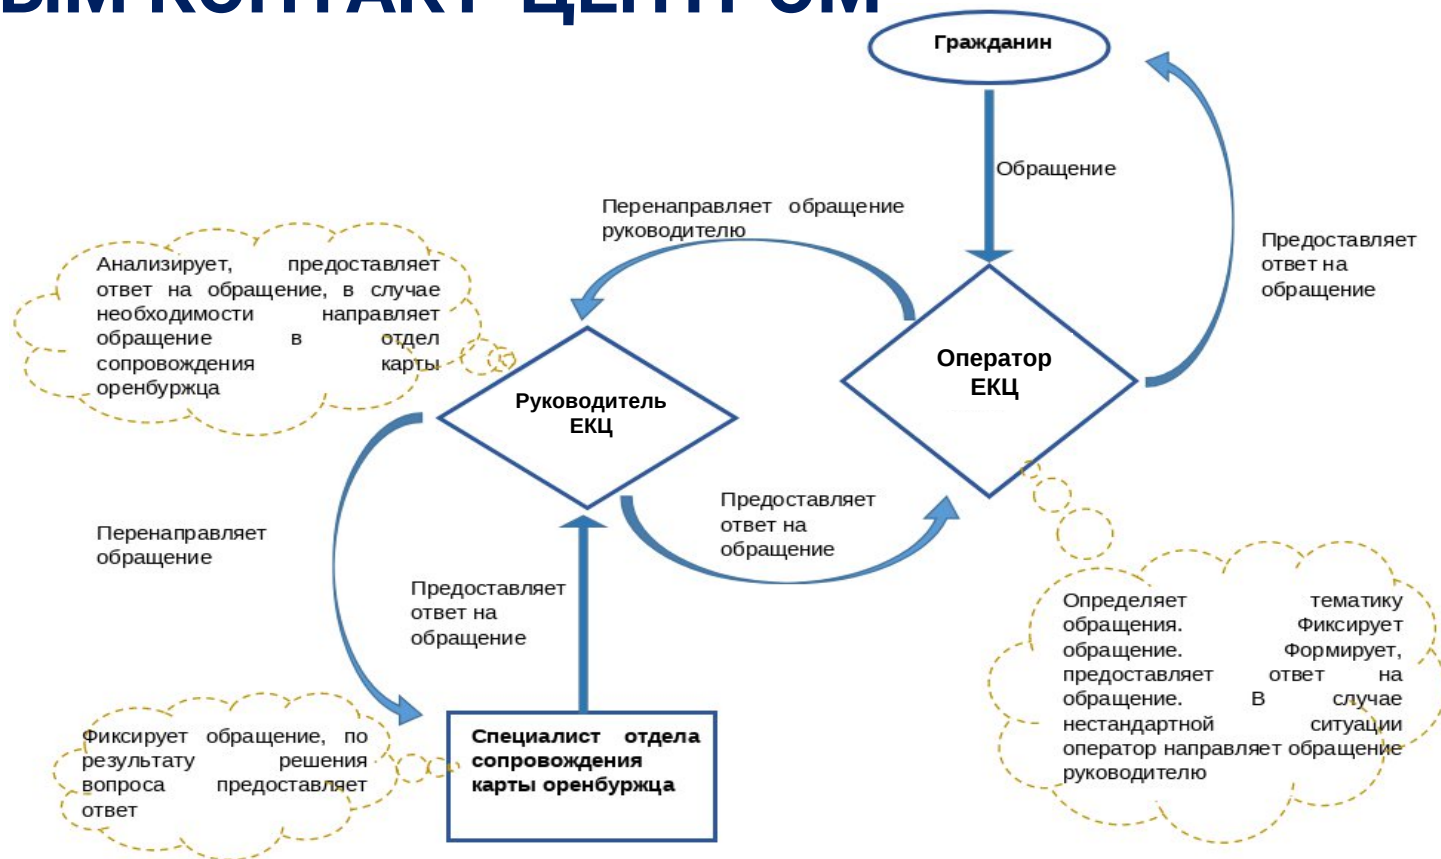 ЫМ КОНТАКТ-ЦЕНТРОМ
Гражданин
Обращение
Перенаправляет обращение
руководителю
Предоставляет
ответ на
обращение
Анализирует, предоставляет
ответ на обращение, в случае
необходимости направляет
обращение в отдел
сопровождения карты
оренбуржца
Оператор
ЕКЦ
Руководитель
ЕКЦ
Предоставляет
ответ на
обращение
Перенаправляет
обращение
Предоставляет
ответ на
обращение
Определяет тематику
обращения. Фиксирует
обращение. Формирует,
предоставляет ответ на
обращение. В случае
нестандартной ситуации
оператор направляет обращение
руководителю
Фиксирует обращение, по
результату решения
вопроса предоставляет
ответ
Специалист отдела
сопровождения
карты оренбуржца